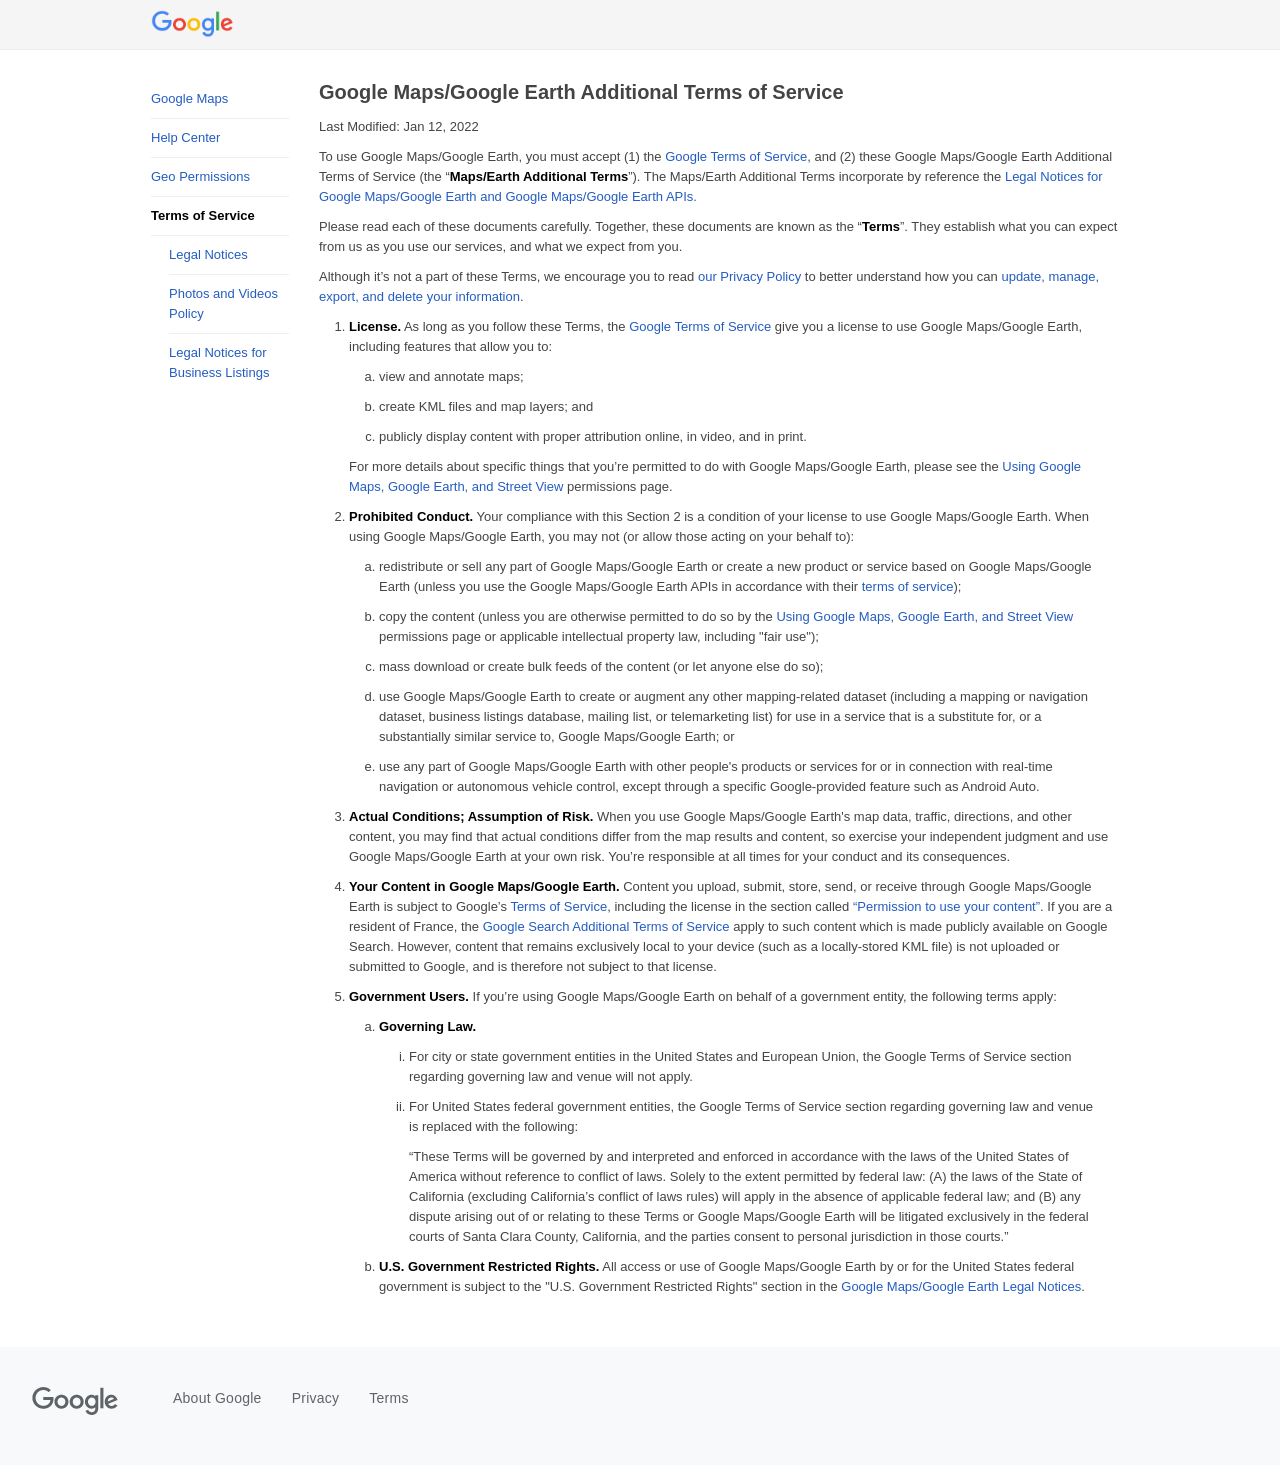 Google
Google Maps
Help Center
Geo Permissions
Terms of Service
Legal Notices
Photos and Videos
Policy
Legal Notices for
Business Listings
Google Maps/Google Earth Additional Terms of Service
Last Modified: Jan 12, 2022
To use Google Maps/Google Earth, you must accept (1) the Google Terms of Service, and (2) these Google Maps/Google Earth Additional
Terms of Service (the “Maps/Earth Additional Terms”). The Maps/Earth Additional Terms incorporate by reference the Legal Notices for
Google Maps/Google Earth and Google Maps/Google Earth APIs.
Please read each of these documents carefully. Together, these documents are known as the “Terms”. They establish what you can expect
from us as you use our services, and what we expect from you.
Although it’s not a part of these Terms, we encourage you to read our Privacy Policy to better understand how you can update, manage,
export, and delete your information.
1. License. As long as you follow these Terms, the Google Terms of Service give you a license to use Google Maps/Google Earth,
including features that allow you to:
a. view and annotate maps;
b. create KML files and map layers; and
c. publicly display content with proper attribution online, in video, and in print.
For more details about specific things that you’re permitted to do with Google Maps/Google Earth, please see the Using Google
Maps, Google Earth, and Street View permissions page.
2. Prohibited Conduct. Your compliance with this Section 2 is a condition of your license to use Google Maps/Google Earth. When
using Google Maps/Google Earth, you may not (or allow those acting on your behalf to):
a. redistribute or sell any part of Google Maps/Google Earth or create a new product or service based on Google Maps/Google
Earth (unless you use the Google Maps/Google Earth APIs in accordance with their terms of service);
b. copy the content (unless you are otherwise permitted to do so by the Using Google Maps, Google Earth, and Street View
permissions page or applicable intellectual property law, including "fair use");
c. mass download or create bulk feeds of the content (or let anyone else do so);
d. use Google Maps/Google Earth to create or augment any other mapping-related dataset (including a mapping or navigation
dataset, business listings database, mailing list, or telemarketing list) for use in a service that is a substitute for, or a
substantially similar service to, Google Maps/Google Earth; or
e. use any part of Google Maps/Google Earth with other people's products or services for or in connection with real-time
navigation or autonomous vehicle control, except through a specific Google-provided feature such as Android Auto.
3. Actual Conditions; Assumption of Risk. When you use Google Maps/Google Earth's map data, traffic, directions, and other
content, you may find that actual conditions differ from the map results and content, so exercise your independent judgment and use
Google Maps/Google Earth at your own risk. You’re responsible at all times for your conduct and its consequences.
4. Your Content in Google Maps/Google Earth. Content you upload, submit, store, send, or receive through Google Maps/Google
Earth is subject to Google’s Terms of Service, including the license in the section called “Permission to use your content”. If you are a
resident of France, the Google Search Additional Terms of Service apply to such content which is made publicly available on Google
Search. However, content that remains exclusively local to your device (such as a locally-stored KML file) is not uploaded or
submitted to Google, and is therefore not subject to that license.
5. Government Users. If you’re using Google Maps/Google Earth on behalf of a government entity, the following terms apply:
a. Governing Law.
i. For city or state government entities in the United States and European Union, the Google Terms of Service section
regarding governing law and venue will not apply.
ii. For United States federal government entities, the Google Terms of Service section regarding governing law and venue
is replaced with the following:
“These Terms will be governed by and interpreted and enforced in accordance with the laws of the United States of
America without reference to conflict of laws. Solely to the extent permitted by federal law: (A) the laws of the State of
California (excluding California’s conflict of laws rules) will apply in the absence of applicable federal law; and (B) any
dispute arising out of or relating to these Terms or Google Maps/Google Earth will be litigated exclusively in the federal
courts of Santa Clara County, California, and the parties consent to personal jurisdiction in those courts.”
b. U.S. Government Restricted Rights. All access or use of Google Maps/Google Earth by or for the United States federal
government is subject to the "U.S. Government Restricted Rights" section in the Google Maps/Google Earth Legal Notices.
Google About Google Privacy Terms